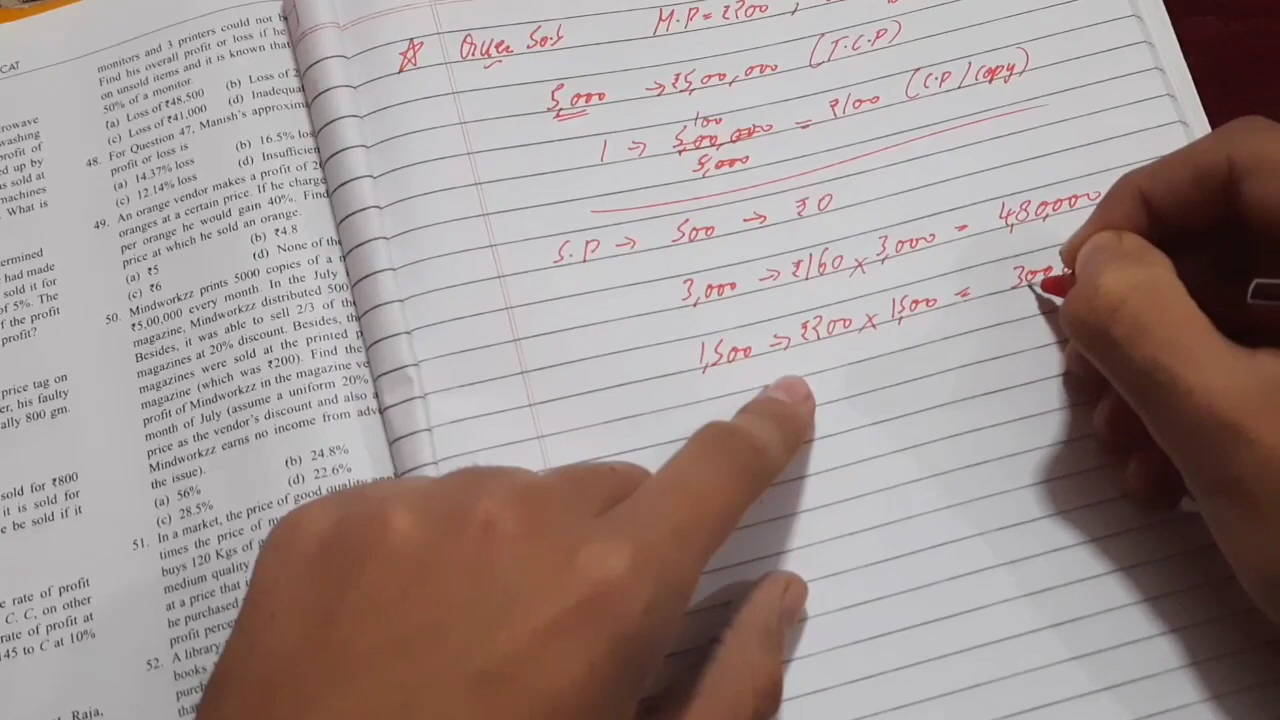 CAT
rowave
washing
profit of
ed up by
as sold at
machines
. What is
ermined
had made
sold it for
of 5%. The
f the profit
profit?
price tag on
er, his faulty
ally 800 gm.
sold for ₹800
it is sold for
e be sold if it
e rate of profit
C. C, on other
rate of profit at
145 to C at 10%
Raja,
monitors and 3 printers could not b
Find his overall profit or loss if he
on unsold items and it is known that
50% of a monitor.
(a) Loss of ₹48,500 (b) Loss of 2
(c) Loss of ₹41,000 (d) Inadequa
48. For Question 47, Manish's approxim
profit or loss is
(a) 14.37% loss (b) 16.5% los
(c) 12.14% loss (d) Insufficien
49. An orange vendor makes a profit of 2
oranges at a certain price. If he charge
per orange he would gain 40%. Find
price at which he sold an orange.
(a) ₹5 (b) ₹4.8
(c) ₹6 (d) None of the
50. Mindworkzz prints 5000 copies of a
₹5,00,000 every month. In the July
magazine, Mindworkzz distributed 500
Besides, it was able to sell 2/3 of the
magazines at 20% discount. Besides, the
magazines were sold at the printed p
magazine (which was ₹200). Find the
profit of Mindworkzz in the magazine ve
month of July (assume a uniform 20%
price as the vendor's discount and also a
Mindworkzz earns no income from adv
the issue).
(a) 56% (b) 24.8%
(c) 28.5% (d) 22.6%
51. In a market, the price of good quality
times the price of m
buys 120 Kgs of g
medium quality
at a price that i
he purchased
profit perce
52. A library
books
purch
tha
M.P = ₹200 ,
5,000 → ₹5,00,000 (T.C.P)
1 ⇒ 5,00,000 / 5,000 100 = ₹100 (C.P/copy)
S.P → 500 → ₹0
3,000 ⇒ ₹160 × 3,000 = 4,80,000
1,500 ⇒ ₹200 × 1,500 = 300